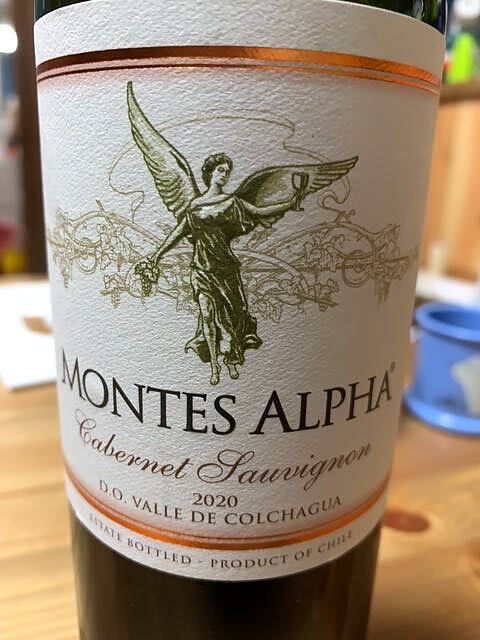 MONTES ALPHA®
Cabernet Sauvignon
2020
D.O. VALLE DE COLCHAGUA
ESTATE BOTTLED - PRODUCT OF CHILE